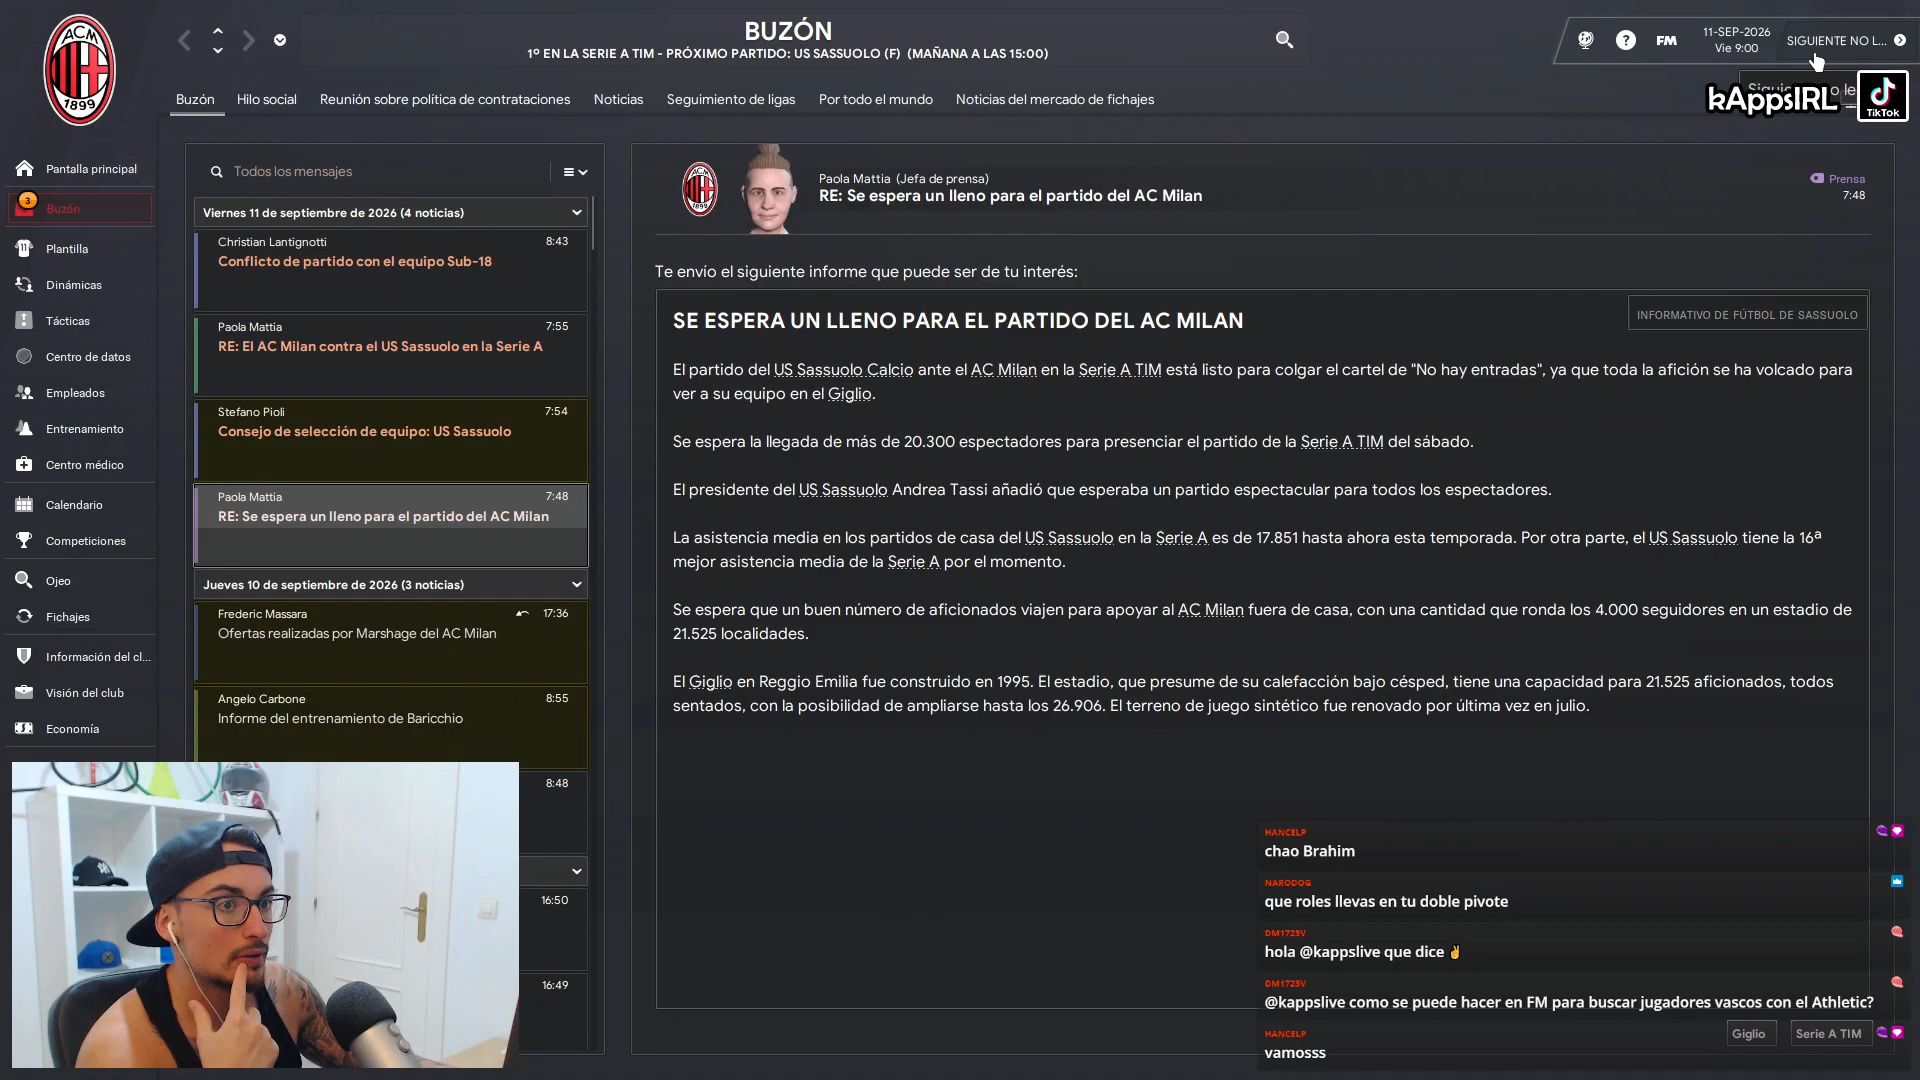 ACM
1899
BUZÓN
1º EN LA SERIE A TIM - PRÓXIMO PARTIDO: US SASSUOLO (F) (MAÑANA A LAS 15:00)
FM
11-SEP-2026
Vie 9:00
SIGUIENTE NO L...
kAppsIRL
TikTok
Buzón
Hilo social
Reunión sobre política de contrataciones
Noticias
Seguimiento de ligas
Por todo el mundo
Noticias del mercado de fichajes
Pantalla principal
3
Buzón
Plantilla
Dinámicas
Tácticas
Centro de datos
Empleados
Entrenamiento
Centro médico
Calendario
Competiciones
Ojeo
Fichajes
Información del cl...
Visión del club
Economía
Todos los mensajes
Viernes 11 de septiembre de 2026 (4 noticias)
Christian Lantignotti 8:43
Conflicto de partido con el equipo Sub-18
Paola Mattia 7:55
RE: El AC Milan contra el US Sassuolo en la Serie A
Stefano Pioli 7:54
Consejo de selección de equipo: US Sassuolo
Paola Mattia 7:48
RE: Se espera un lleno para el partido del AC Milan
Jueves 10 de septiembre de 2026 (3 noticias)
Frederic Massara 17:36
Ofertas realizadas por Marshage del AC Milan
Angelo Carbone 8:55
Informe del entrenamiento de Baricchio
8:48
16:50
16:49
Paola Mattia (Jefa de prensa)
RE: Se espera un lleno para el partido del AC Milan
Prensa
7:48
Te envío el siguiente informe que puede ser de tu interés:
SE ESPERA UN LLENO PARA EL PARTIDO DEL AC MILAN
INFORMATIVO DE FÚTBOL DE SASSUOLO
El partido del US Sassuolo Calcio ante el AC Milan en la Serie A TIM está listo para colgar el cartel de "No hay entradas", ya que toda la afición se ha volcado para
ver a su equipo en el Giglio.
Se espera la llegada de más de 20.300 espectadores para presenciar el partido de la Serie A TIM del sábado.
El presidente del US Sassuolo Andrea Tassi añadió que esperaba un partido espectacular para todos los espectadores.
La asistencia media en los partidos de casa del US Sassuolo en la Serie A es de 17.851 hasta ahora esta temporada. Por otra parte, el US Sassuolo tiene la 16ª
mejor asistencia media de la Serie A por el momento.
Se espera que un buen número de aficionados viajen para apoyar al AC Milan fuera de casa, con una cantidad que ronda los 4.000 seguidores en un estadio de
21.525 localidades.
El Giglio en Reggio Emilia fue construido en 1995. El estadio, que presume de su calefacción bajo césped, tiene una capacidad para 21.525 aficionados, todos
sentados, con la posibilidad de ampliarse hasta los 26.906. El terreno de juego sintético fue renovado por última vez en julio.
HANCELP
chao Brahim
NARODOG
que roles llevas en tu doble pivote
DM1723V
hola @kappslive que dice ✌
DM1723V
@kappslive como se puede hacer en FM para buscar jugadores vascos con el Athletic?
Giglio
Serie A TIM
HANCELP
vamosss